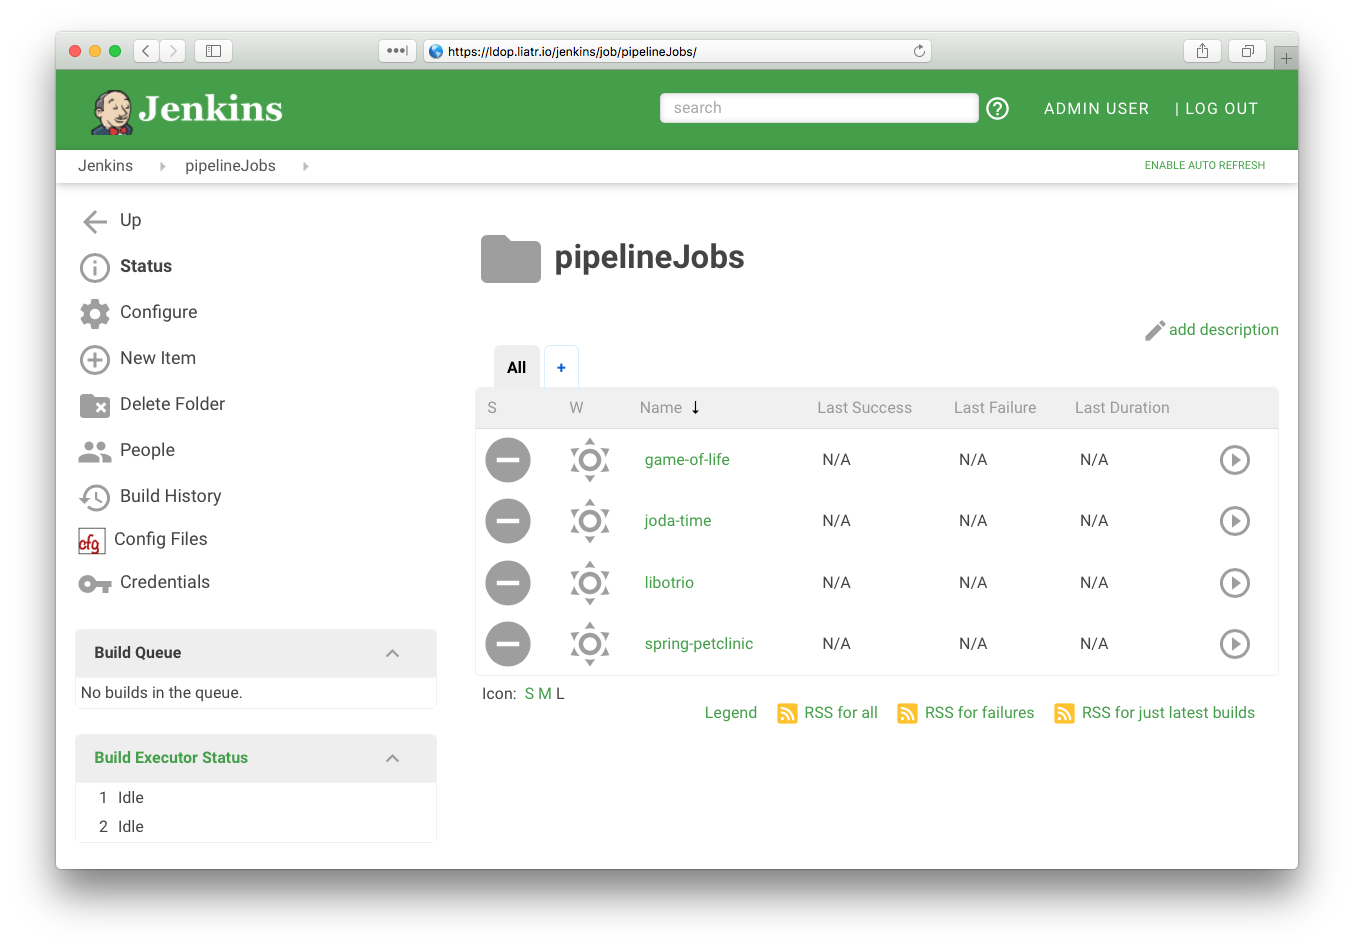 https://ldop.liatr.io/jenkins/job/pipelineJobs/
Jenkins
search
ADMIN USER
| LOG OUT
Jenkins
pipelineJobs
ENABLE AUTO REFRESH
Up
Status
Configure
New Item
Delete Folder
People
Build History
cfg
Config Files
Credentials
Build Queue
No builds in the queue.
Build Executor Status
1 Idle
2 Idle
pipelineJobs
add description
All +
S W Name ↓ Last Success Last Failure Last Duration
game-of-life N/A N/A N/A
joda-time N/A N/A N/A
libotrio N/A N/A N/A
spring-petclinic N/A N/A N/A
Icon: S M L
Legend RSS for all RSS for failures RSS for just latest builds